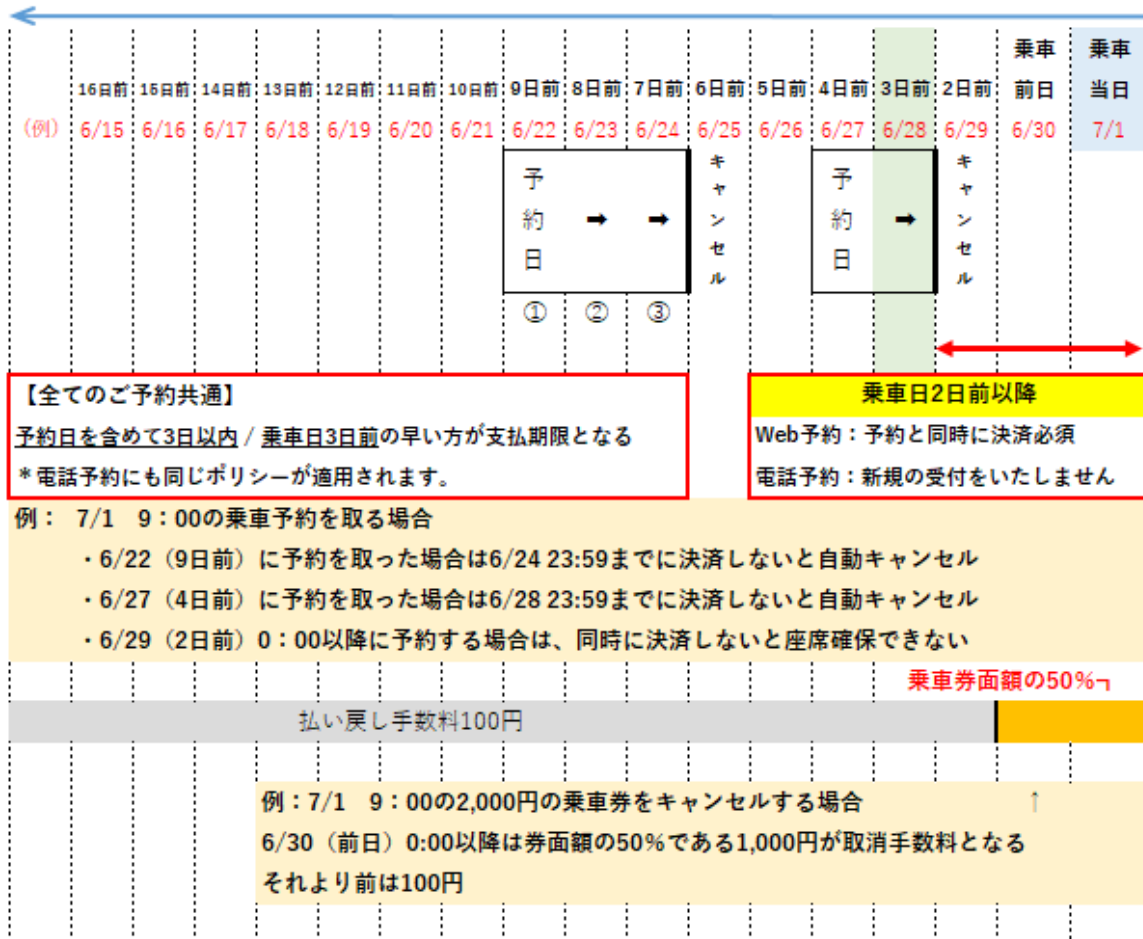 乗車 乗車
16日前 15日前 14日前 13日前 12日前 11日前 10日前 9日前 8日前 7日前 6日前 5日前 4日前 3日前 2日前 前日 当日
(例) 6/15 6/16 6/17 6/18 6/19 6/20 6/21 6/22 6/23 6/24 6/25 6/26 6/27 6/28 6/29 6/30 7/1
予約日 ➡ ➡
キャンセル
予約日 ➡
キャンセル
① ② ③
【全てのご予約共通】
予約日を含めて3日以内 / 乗車日3日前の早い方が支払期限となる
*電話予約にも同じポリシーが適用されます。
乗車日2日前以降
Web予約：予約と同時に決済必須
電話予約：新規の受付をいたしません
例： 7/1 9：00の乗車予約を取る場合
・6/22（9日前）に予約を取った場合は6/24 23:59までに決済しないと自動キャンセル
・6/27（4日前）に予約を取った場合は6/28 23:59までに決済しないと自動キャンセル
・6/29（2日前）0：00以降に予約する場合は、同時に決済しないと座席確保できない
乗車券面額の50%┐
払い戻し手数料100円
例：7/1 9：00の2,000円の乗車券をキャンセルする場合 ↑
6/30（前日）0:00以降は券面額の50%である1,000円が取消手数料となる
それより前は100円